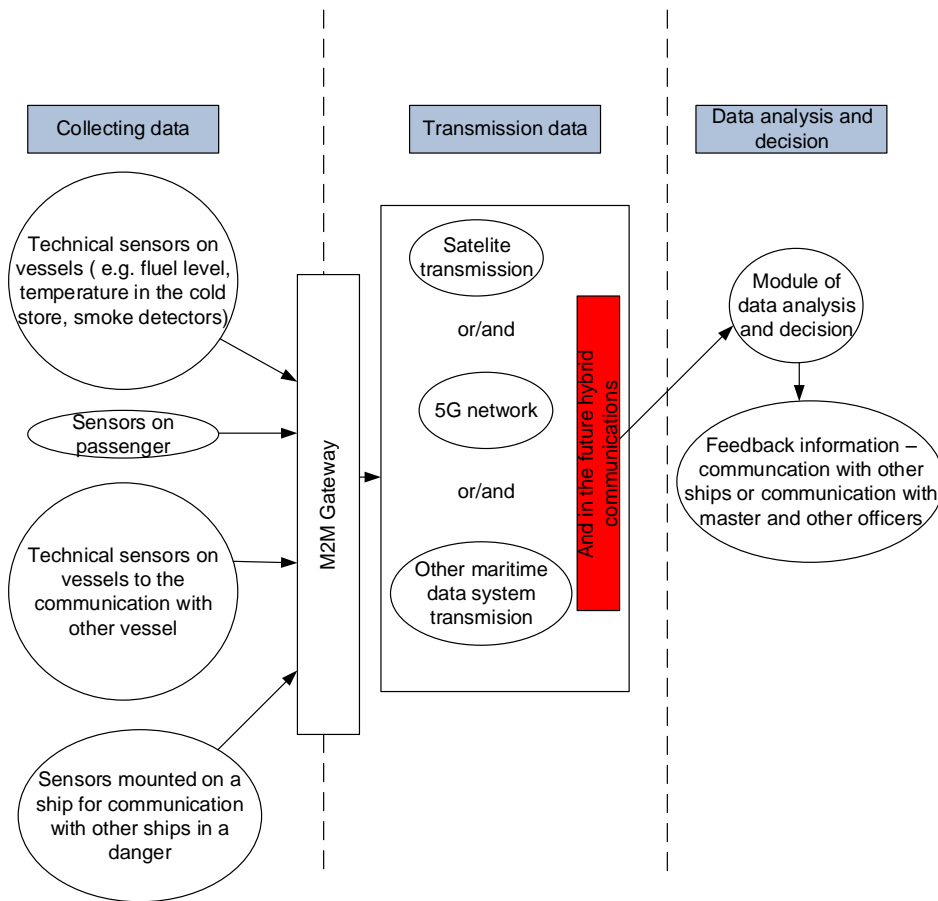 Collecting data
Transmission data
Data analysis and
decision
Technical sensors on
vessels ( e.g. fluel level,
temperature in the cold
store, smoke detectors)
Sensors on
passenger
Technical sensors on
vessels to the
communication with
other vessel
Sensors mounted on a
ship for communication
with other ships in a
danger
M2M Gateway
Satelite
transmission
or/and
5G network
or/and
Other maritime
data system
transmision
And in the future hybrid
communications
Module of
data analysis
and decision
Feedback information –
communcation with other
ships or communication with
master and other officers